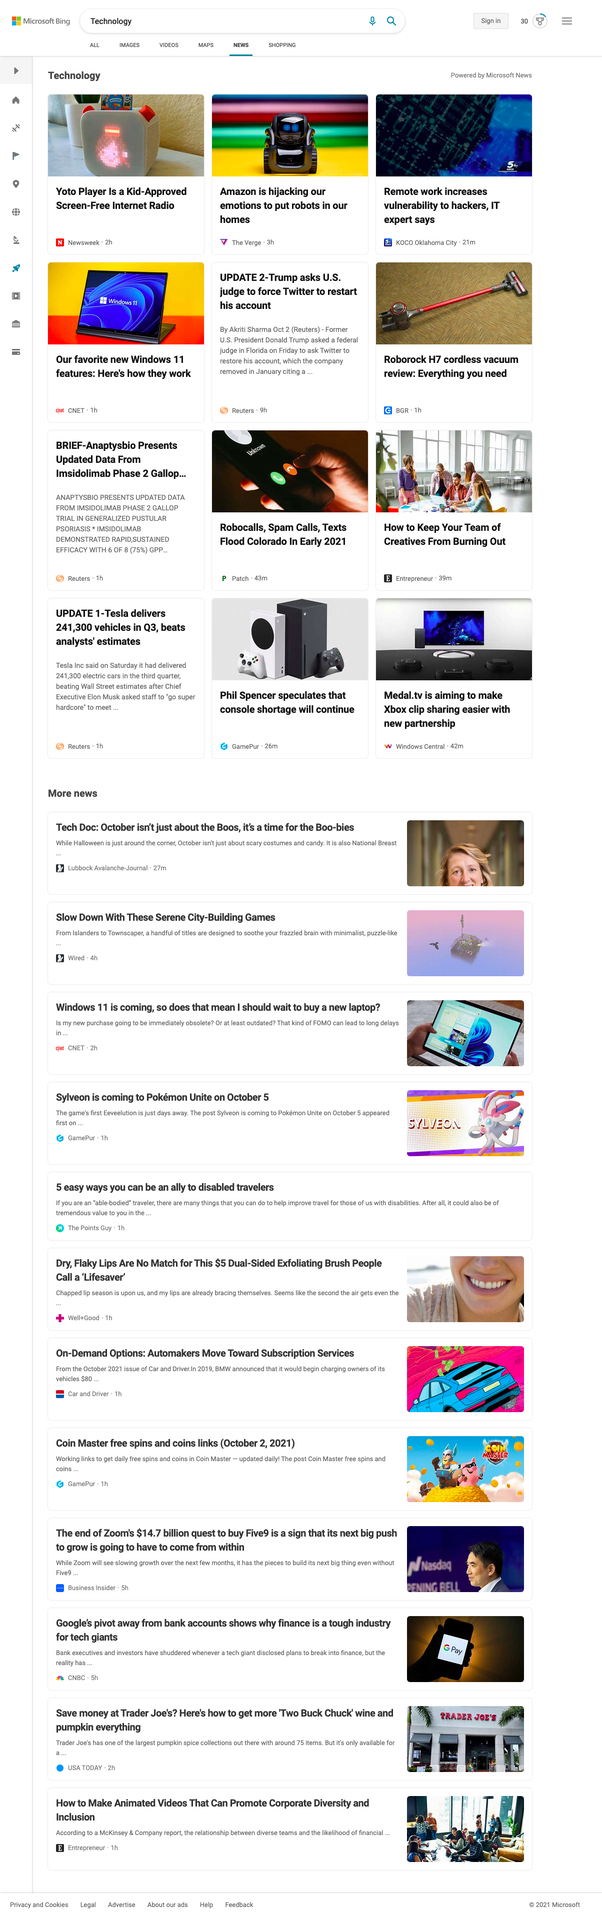 Microsoft Bing
Technology
Sign in
30
ALL
IMAGES
VIDEOS
MAPS
NEWS
SHOPPING
Technology
Powered by Microsoft News
Yoto Player Is a Kid-Approved
Screen-Free Internet Radio
Newsweek · 2h
Amazon is hijacking our
emotions to put robots in our
homes
The Verge · 3h
Remote work increases
vulnerability to hackers, IT
expert says
KOCO Oklahoma City · 21m
Windows 11
Our favorite new Windows 11
features: Here's how they work
CNET · 1h
UPDATE 2-Trump asks U.S.
judge to force Twitter to restart
his account
By Akriti Sharma Oct 2 (Reuters) - Former
U.S. President Donald Trump asked a federal
judge in Florida on Friday to ask Twitter to
restore his account, which the company
removed in January citing a ...
Reuters · 9h
Roborock H7 cordless vacuum
review: Everything you need
BGR · 1h
BRIEF-Anaptysbio Presents
Updated Data From
Imsidolimab Phase 2 Gallop...
ANAPTYSBIO PRESENTS UPDATED DATA
FROM IMSIDOLIMAB PHASE 2 GALLOP
TRIAL IN GENERALIZED PUSTULAR
PSORIASIS * IMSIDOLIMAB
DEMONSTRATED RAPID,SUSTAINED
EFFICACY WITH 6 OF 8 (75%) GPP...
Reuters · 1h
Unknown
Robocalls, Spam Calls, Texts
Flood Colorado In Early 2021
Patch · 43m
How to Keep Your Team of
Creatives From Burning Out
Entrepreneur · 39m
UPDATE 1-Tesla delivers
241,300 vehicles in Q3, beats
analysts' estimates
Tesla Inc said on Saturday it had delivered
241,300 electric cars in the third quarter,
beating Wall Street estimates after Chief
Executive Elon Musk asked staff to "go super
hardcore" to meet ...
Reuters · 1h
Phil Spencer speculates that
console shortage will continue
GamePur · 26m
Medal.tv is aiming to make
Xbox clip sharing easier with
new partnership
Windows Central · 42m
More news
Tech Doc: October isn't just about the Boos, it's a time for the Boo-bies
While Halloween is just around the corner, October isn't just about scary costumes and candy. It is also National Breast
...
Lubbock Avalanche-Journal · 27m
Slow Down With These Serene City-Building Games
From Islanders to Townscaper, a handful of titles are designed to soothe your frazzled brain with minimalist, puzzle-like
...
Wired · 4h
Windows 11 is coming, so does that mean I should wait to buy a new laptop?
Is my new purchase going to be immediately obsolete? Or at least outdated? That kind of FOMO can lead to long delays
in ...
CNET · 2h
Sylveon is coming to Pokémon Unite on October 5
The game's first Eeveelution is just days away. The post Sylveon is coming to Pokémon Unite on October 5 appeared
first on ...
GamePur · 1h
SYLVEON
5 easy ways you can be an ally to disabled travelers
If you are an "able-bodied" traveler, there are many things that you can do to help improve travel for those of us with disabilities. After all, it could also be of
tremendous value to you in the ...
The Points Guy · 1h
Dry, Flaky Lips Are No Match for This $5 Dual-Sided Exfoliating Brush People
Call a 'Lifesaver'
Chapped lip season is upon us, and my lips are already bracing themselves. Seems like the second the air gets even the
...
Well+Good · 1h
On-Demand Options: Automakers Move Toward Subscription Services
From the October 2021 issue of Car and Driver.In 2019, BMW announced that it would begin charging owners of its
vehicles $80 ...
Car and Driver · 1h
Coin Master free spins and coins links (October 2, 2021)
Working links to get daily free spins and coins in Coin Master — updated daily! The post Coin Master free spins and
coins ...
GamePur · 1h
COIN
MASTER
The end of Zoom's $14.7 billion quest to buy Five9 is a sign that its next big push
to grow is going to have to come from within
While Zoom will see slowing growth over the next few months, it has the pieces to build its next big thing even without
Five9 ...
Business Insider · 5h
Nasdaq
OPENING BELL
Google's pivot away from bank accounts shows why finance is a tough industry
for tech giants
Bank executives and investors have shuddered whenever a tech giant disclosed plans to break into finance, but the
reality has ...
CNBC · 5h
G Pay
Save money at Trader Joe's? Here's how to get more 'Two Buck Chuck' wine and
pumpkin everything
Trader Joe's has one of the largest pumpkin spice collections out there with around 75 items. But it's only available for
a ...
USA TODAY · 2h
TRADER JOE'S
How to Make Animated Videos That Can Promote Corporate Diversity and
Inclusion
According to a McKinsey & Company report, the relationship between diverse teams and the likelihood of financial ...
Entrepreneur · 1h
Privacy and Cookies
Legal
Advertise
About our ads
Help
Feedback
© 2021 Microsoft